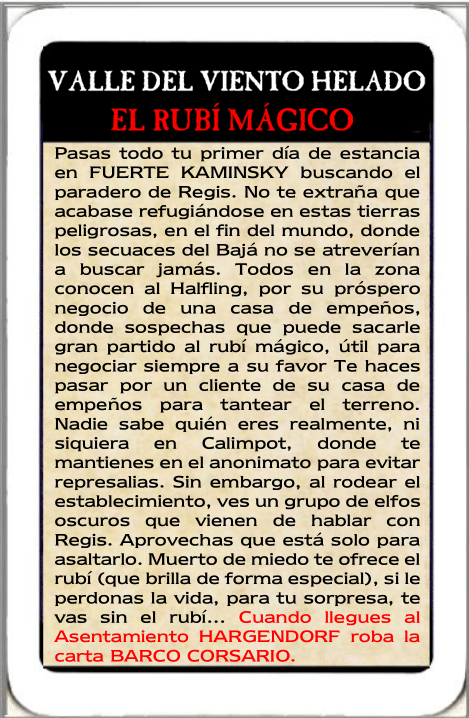 VALLE DEL VIENTO HELADO
EL RUBÍ MÁGICO
Pasas todo tu primer día de estancia
en FUERTE KAMINSKY buscando el
paradero de Regis. No te extraña que
acabase refugiándose en estas tierras
peligrosas, en el fin del mundo, donde
los secuaces del Bajá no se atreverían
a buscar jamás. Todos en la zona
conocen al Halfling, por su próspero
negocio de una casa de empeños,
donde sospechas que puede sacarle
gran partido al rubí mágico, útil para
negociar siempre a su favor Te haces
pasar por un cliente de su casa de
empeños para tantear el terreno.
Nadie sabe quién eres realmente, ni
siquiera en Calimpot, donde te
mantienes en el anonimato para evitar
represalias. Sin embargo, al rodear el
establecimiento, ves un grupo de elfos
oscuros que vienen de hablar con
Regis. Aprovechas que está solo para
asaltarlo. Muerto de miedo te ofrece el
rubí (que brilla de forma especial), si le
perdonas la vida, para tu sorpresa, te
vas sin el rubí... Cuando llegues al
Asentamiento HARGENDORF roba la
carta BARCO CORSARIO.